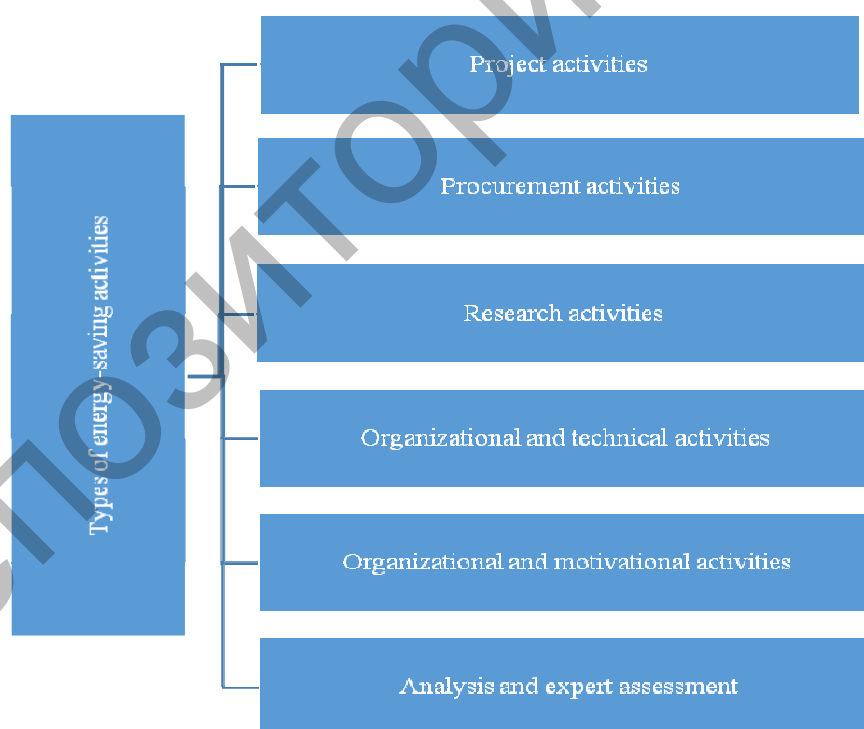 Types of energy-saving activities
Project activities
Procurement activities
Research activities
Organizational and technical activities
Organizational and motivational activities
Analysis and expert assessment
позитори